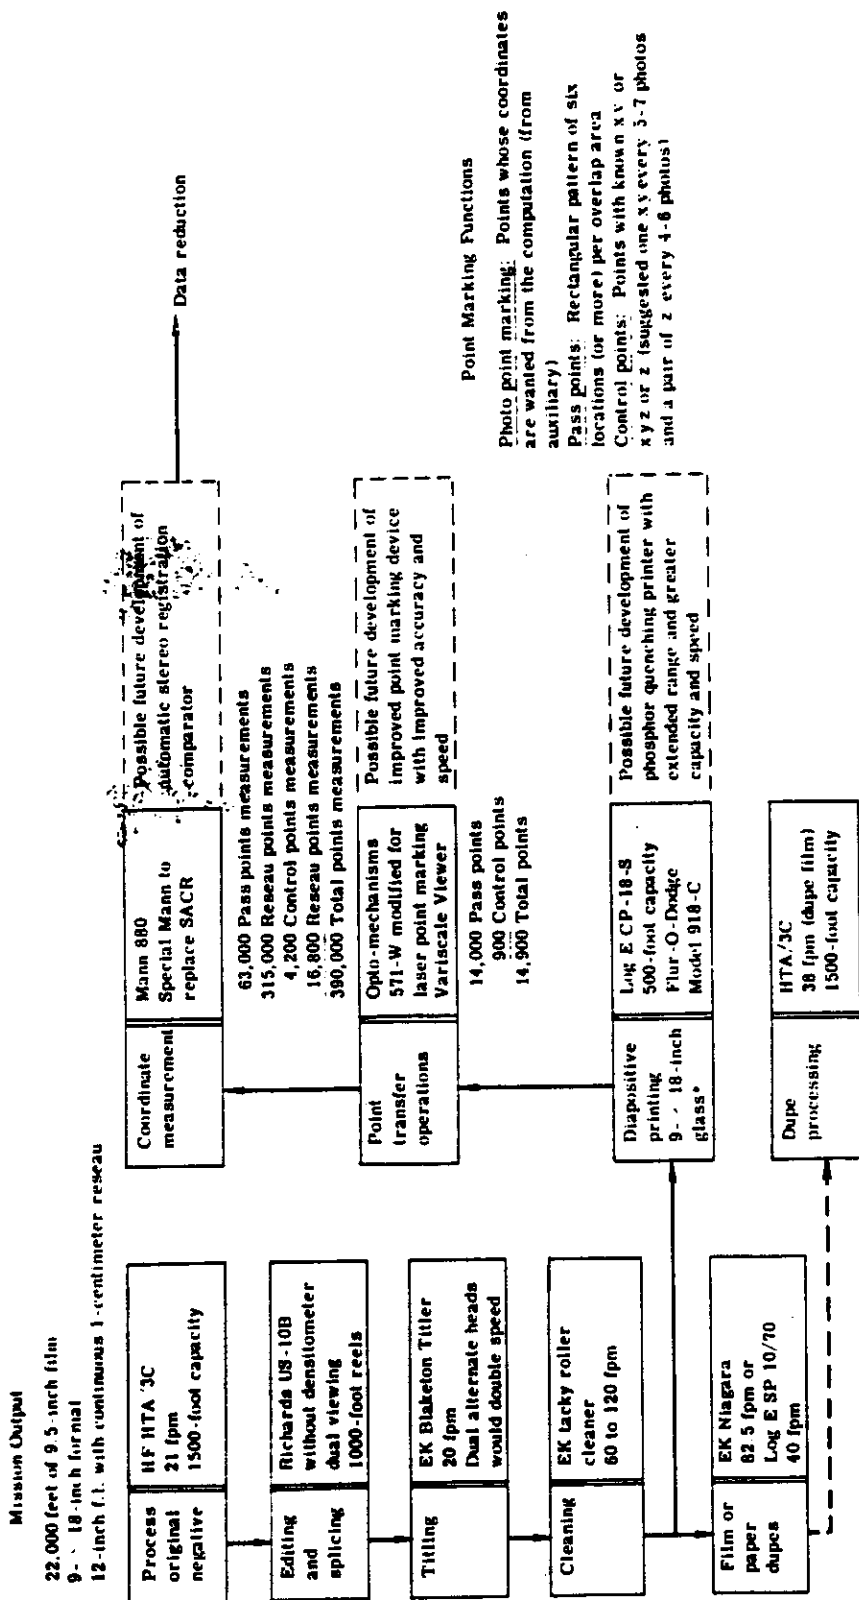 Mission Output
22,000 feet of 9.5-inch film
9- × 18-inch format
12-inch f.l. with continuous 1-centimeter reseau
Process
original
negative
HF HTA/3C
21 fpm
1500-foot capacity
Editing
and
splicing
Richards US-10B
without densitometer
dual viewing
1000-foot reels
Titling
EK Blaketon Titler
20 fpm
Dual alternate heads
would double speed
Cleaning
EK Lacky roller
cleaner
60 to 120 fpm
Film or
paper
dupes
EK Niagara
82.5 fpm or
Log E SP 10/70
40 fpm
Coordinate
measurement
Mann 880
Special Mann to
replace SACR
Possible future development of
automatic stereo registration
comparator
Data reduction
63,000 Pass points measurements
315,000 Reseau points measurements
4,200 Control points measurements
16,800 Reseau points measurements
390,000 Total points measurement
Point
transfer
operations
Opto-mechanisms
571-W modified for
laser point marking
Variscale Viewer
Possible future development of
improved point marking device
with improved accuracy and
speed
14,000 Pass points
900 Control points
14,900 Total points
Diapositive
printing
9- × 18-inch
glass*
Log E CP-18-S
500-foot capacity
Flur-O-Dodge
Model 918-C
Possible future development of
phosphor quenching printer with
extended range and greater
capacity and speed
Dupe
processing
HTA/3C
38 fpm (dupe film)
1500-foot capacity
Point Marking Functions
Photo point marking: Points whose coordinates
are wanted from the computation (from
auxiliary)
Pass points: Rectangular pattern of six
locations (or more) per overlap area
Control points: Points with known xy or
xyz or z (suggested one xy every 5-7 photos
and a pair of z every 4-6 photos)